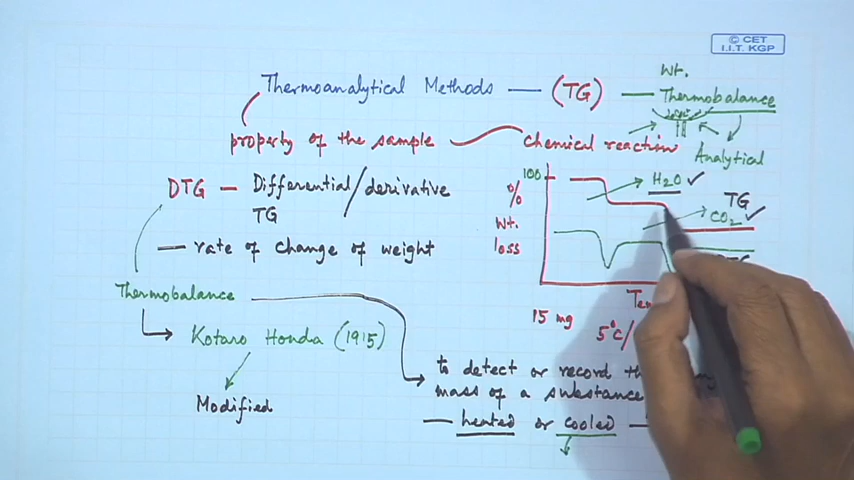 © CET
I.I.T. KGP
Thermoanalytical Methods — (TG) — Thermobalance
Wt.
property of the sample
chemical reaction
Analytical
DTG — Differential/derivative
TG
— rate of change of weight
100
%
Wt.
loss
H2O ✓
TG
CO2 ✓
Thermobalance
15 mg
5°c/
Kotaro Honda (1915)
Modified
to detect or record
mass of a substance
— heated or cooled —